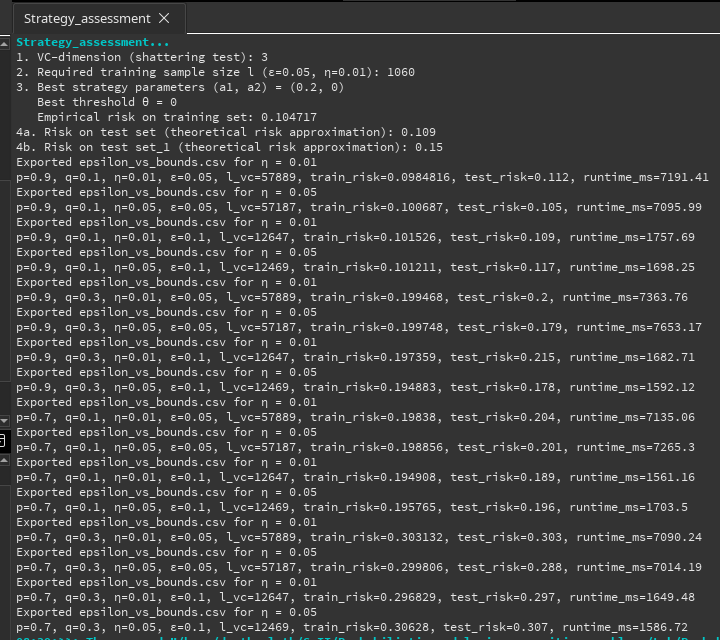 Strategy_assessment
Strategy_assessment...
1. VC-dimension (shattering test): 3
2. Required training sample size l (ε=0.05, η=0.01): 1060
3. Best strategy parameters (a1, a2) = (0.2, 0)
Best threshold θ = 0
Empirical risk on training set: 0.104717
4a. Risk on test set (theoretical risk approximation): 0.109
4b. Risk on test set_1 (theoretical risk approximation): 0.15
Exported epsilon_vs_bounds.csv for η = 0.01
p=0.9, q=0.1, η=0.01, ε=0.05, l_vc=57889, train_risk=0.0984816, test_risk=0.112, runtime_ms=7191.41
Exported epsilon_vs_bounds.csv for η = 0.05
p=0.9, q=0.1, η=0.05, ε=0.05, l_vc=57187, train_risk=0.100687, test_risk=0.105, runtime_ms=7095.99
Exported epsilon_vs_bounds.csv for η = 0.01
p=0.9, q=0.1, η=0.01, ε=0.1, l_vc=12647, train_risk=0.101526, test_risk=0.109, runtime_ms=1757.69
Exported epsilon_vs_bounds.csv for η = 0.05
p=0.9, q=0.1, η=0.05, ε=0.1, l_vc=12469, train_risk=0.101211, test_risk=0.117, runtime_ms=1698.25
Exported epsilon_vs_bounds.csv for η = 0.01
p=0.9, q=0.3, η=0.01, ε=0.05, l_vc=57889, train_risk=0.199468, test_risk=0.2, runtime_ms=7363.76
Exported epsilon_vs_bounds.csv for η = 0.05
p=0.9, q=0.3, η=0.05, ε=0.05, l_vc=57187, train_risk=0.199748, test_risk=0.179, runtime_ms=7653.17
Exported epsilon_vs_bounds.csv for η = 0.01
p=0.9, q=0.3, η=0.01, ε=0.1, l_vc=12647, train_risk=0.197359, test_risk=0.215, runtime_ms=1682.71
Exported epsilon_vs_bounds.csv for η = 0.05
p=0.9, q=0.3, η=0.05, ε=0.1, l_vc=12469, train_risk=0.194883, test_risk=0.178, runtime_ms=1592.12
Exported epsilon_vs_bounds.csv for η = 0.01
p=0.7, q=0.1, η=0.01, ε=0.05, l_vc=57889, train_risk=0.19838, test_risk=0.204, runtime_ms=7135.06
Exported epsilon_vs_bounds.csv for η = 0.05
p=0.7, q=0.1, η=0.05, ε=0.05, l_vc=57187, train_risk=0.198856, test_risk=0.201, runtime_ms=7265.3
Exported epsilon_vs_bounds.csv for η = 0.01
p=0.7, q=0.1, η=0.01, ε=0.1, l_vc=12647, train_risk=0.194908, test_risk=0.189, runtime_ms=1561.16
Exported epsilon_vs_bounds.csv for η = 0.05
p=0.7, q=0.1, η=0.05, ε=0.1, l_vc=12469, train_risk=0.195765, test_risk=0.196, runtime_ms=1703.5
Exported epsilon_vs_bounds.csv for η = 0.01
p=0.7, q=0.3, η=0.01, ε=0.05, l_vc=57889, train_risk=0.303132, test_risk=0.303, runtime_ms=7090.24
Exported epsilon_vs_bounds.csv for η = 0.05
p=0.7, q=0.3, η=0.05, ε=0.05, l_vc=57187, train_risk=0.299806, test_risk=0.288, runtime_ms=7014.19
Exported epsilon_vs_bounds.csv for η = 0.01
p=0.7, q=0.3, η=0.01, ε=0.1, l_vc=12647, train_risk=0.296829, test_risk=0.297, runtime_ms=1649.48
Exported epsilon_vs_bounds.csv for η = 0.05
p=0.7, q=0.3, η=0.05, ε=0.1, l_vc=12469, train_risk=0.30628, test_risk=0.307, runtime_ms=1586.72